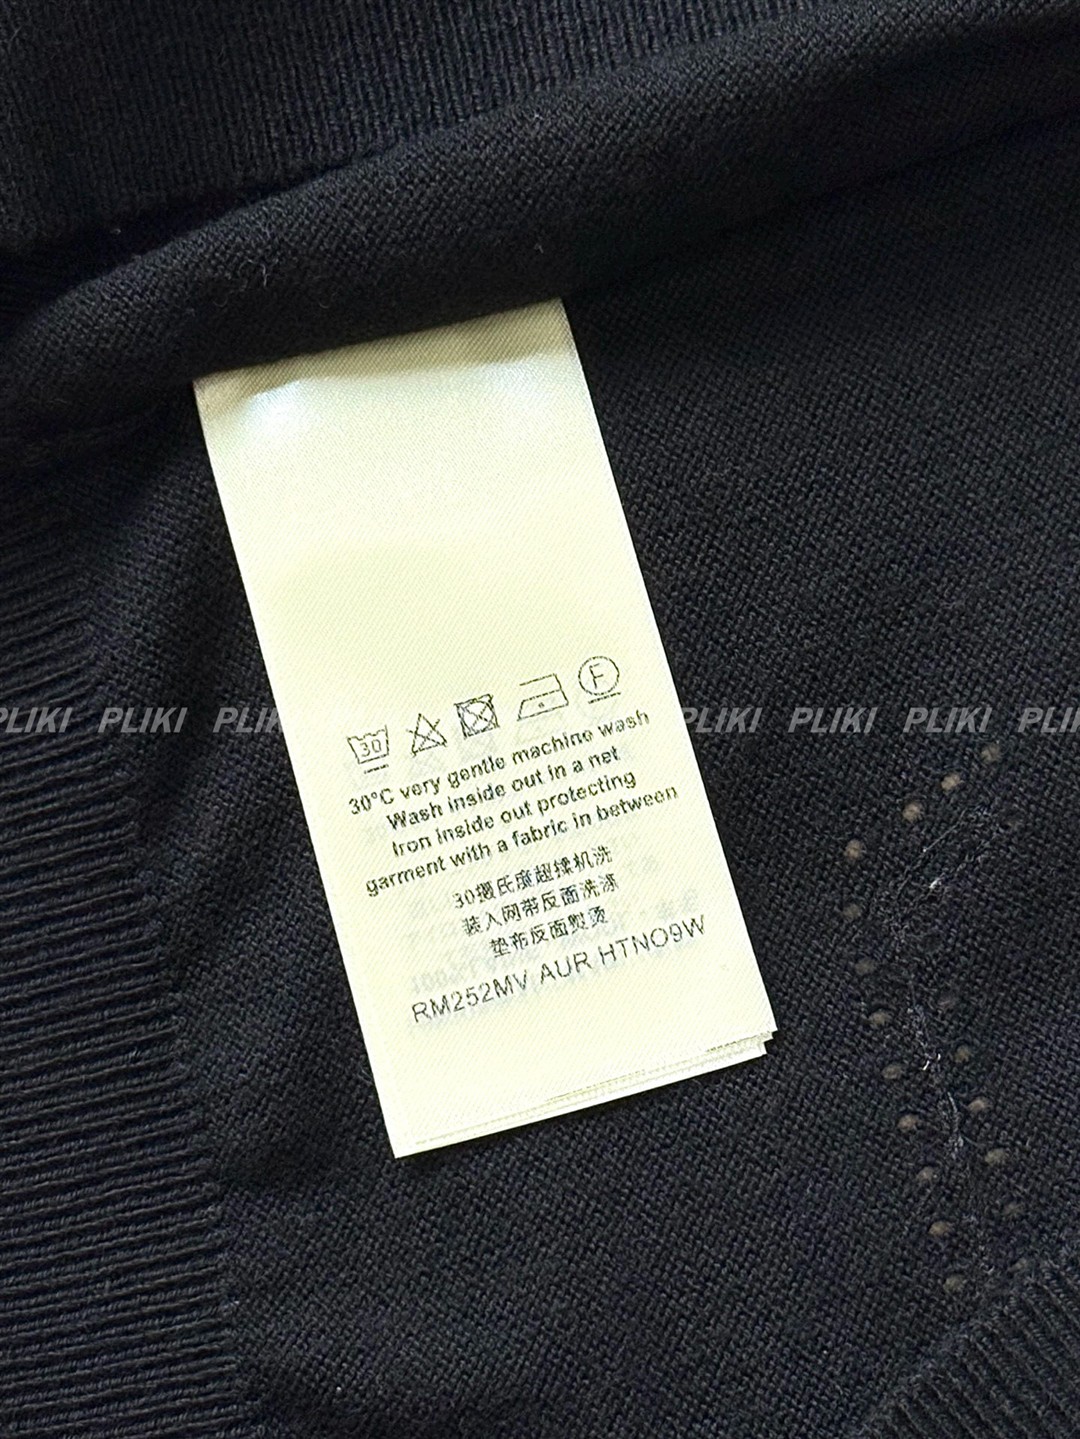 30
F
30°C very gentle machine wash
Wash inside out in a net
Iron inside out protecting
garment with a fabric in between
30摄氏度超揉机洗
装入网带反面洗涤
垫布反面熨烫
RM252MV AUR HTNO9W
PLIKI PLIKI PLIKI PLIKI PLIKI PLIKI PLIKI